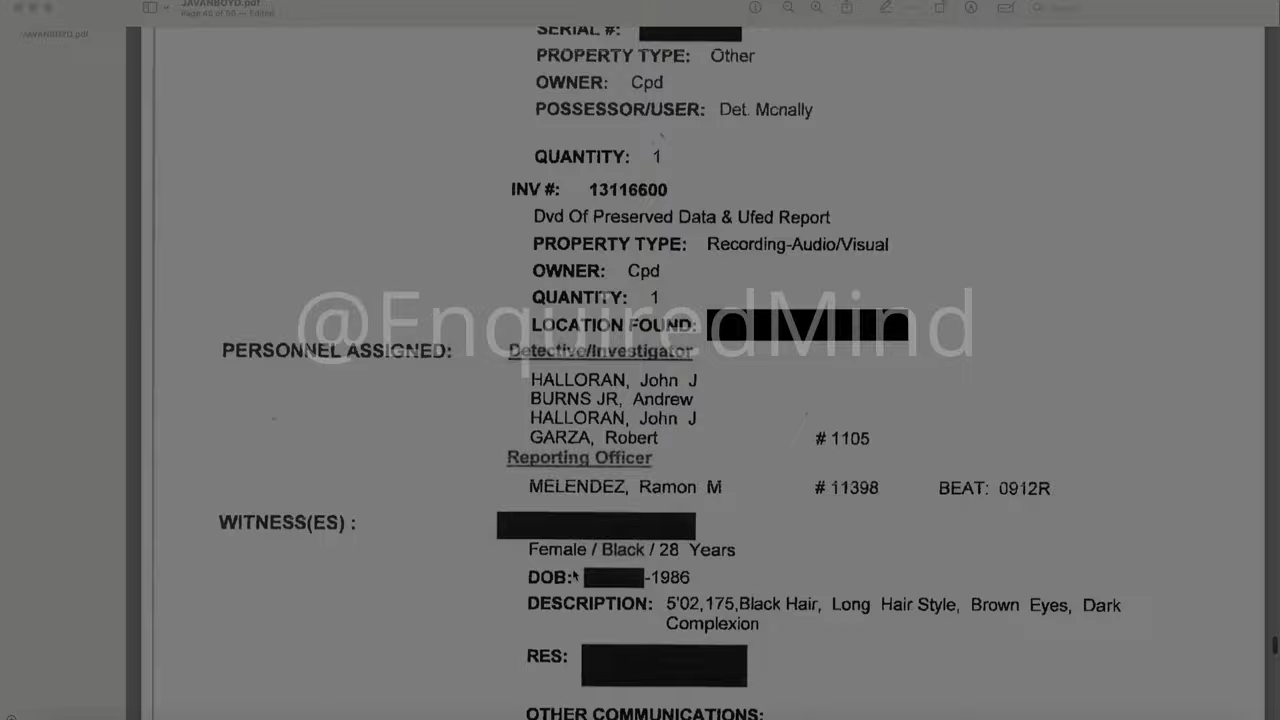 JAVANBOYD.pdf
Page 48 of 56 — Edited
Search
JAVANBOYD.pdf
SERIAL #:
PROPERTY TYPE: Other
OWNER: Cpd
POSSESSOR/USER: Det. Mcnally
QUANTITY: 1
INV #: 13116600
Dvd Of Preserved Data & Ufed Report
PROPERTY TYPE: Recording-Audio/Visual
OWNER: Cpd
QUANTITY: 1
@EnquiredMind
LOCATION FOUND:
PERSONNEL ASSIGNED: Detective/Investigator
HALLORAN, John J
BURNS JR, Andrew
HALLORAN, John J
GARZA, Robert # 1105
Reporting Officer
MELENDEZ, Ramon M # 11398 BEAT: 0912R
WITNESS(ES) :
Female / Black / 28 Years
DOB: -1986
DESCRIPTION: 5'02,175,Black Hair, Long Hair Style, Brown Eyes, Dark
Complexion
RES:
OTHER COMMUNICATIONS: